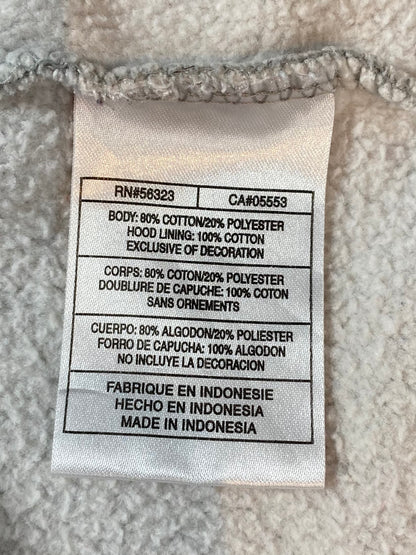 RN#56323 CA#05553
BODY: 80% COTTON/20% POLYESTER
HOOD LINING: 100% COTTON
EXCLUSIVE OF DECORATION
CORPS: 80% COTON/20% POLYESTER
DOUBLURE DE CAPUCHE: 100% COTON
SANS ORNEMENTS
CUERPO: 80% ALGODON/20% POLIESTER
FORRO DE CAPUCHA: 100% ALGODON
NO INCLUYE LA DECORACION
FABRIQUE EN INDONESIE
HECHO EN INDONESIA
MADE IN INDONESIA